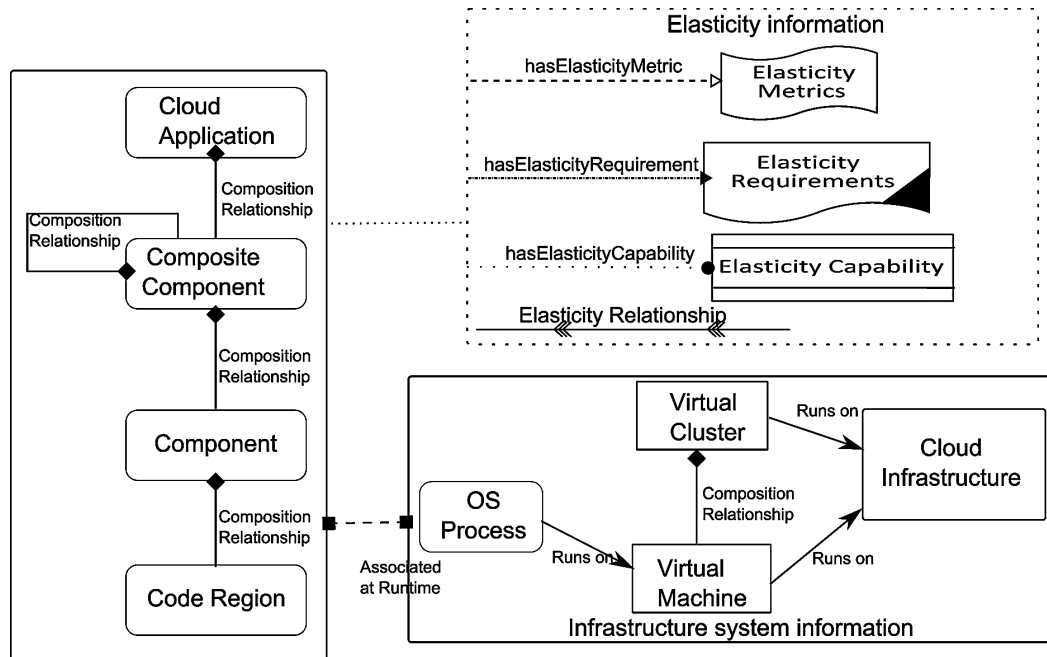 Elasticity information
hasElasticityMetric
Elasticity
Metrics
hasElasticityRequirement
Elasticity
Requirements
hasElasticityCapability
Elasticity Capability
Elasticity Relationship
Cloud
Application
Composition
Relationship
Composition
Relationship
Composite
Component
Composition
Relationship
Component
Composition
Relationship
Code Region
Associated
at Runtime
OS
Process
Runs on
Virtual
Cluster
Runs on
Cloud
Infrastructure
Composition
Relationship
Runs on
Virtual
Machine
Infrastructure system information